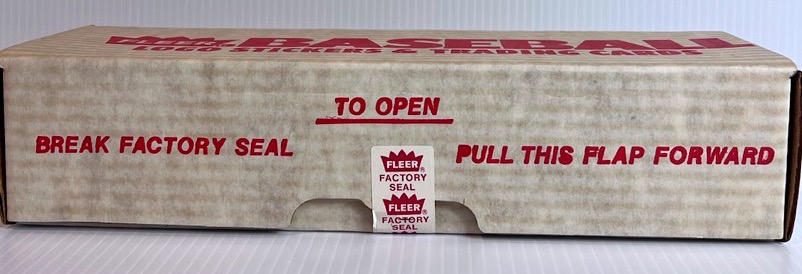 BASEBALL
LOGO STICKERS & TRADING CARDS
TO OPEN
BREAK FACTORY SEAL
PULL THIS FLAP FORWARD
FLEER®
FACTORY
SEAL
FLEER®
FACTORY
SEAL